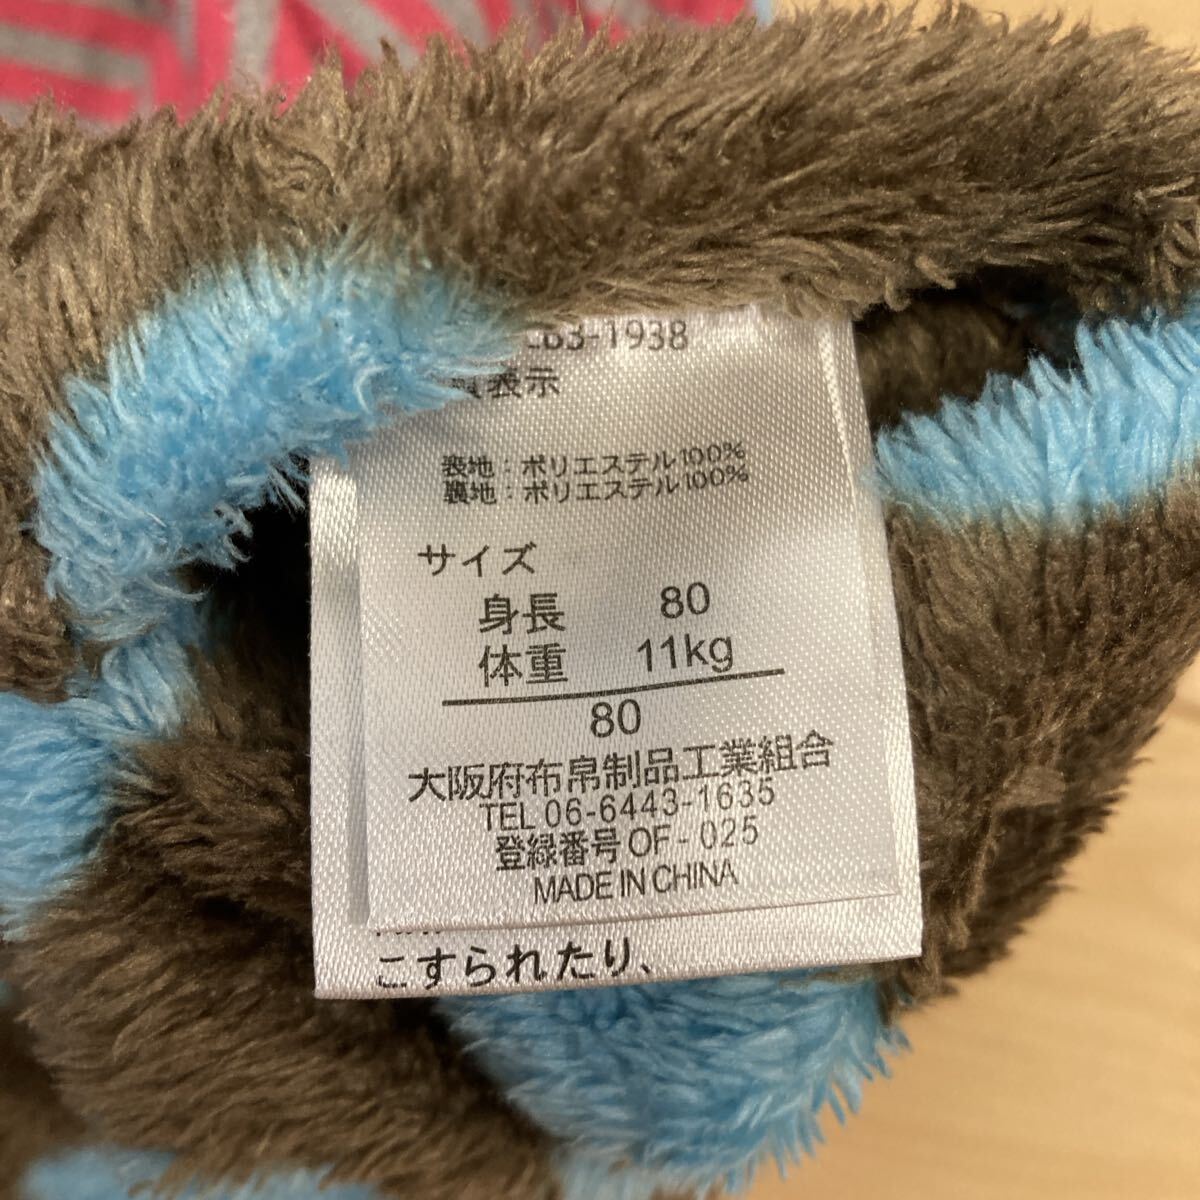 -1938
表示
表地：ポリエステル100%
裏地：ポリエステル100%
サイズ
身長 80
体重 11kg
80
大阪府布帛制品工業組合
TEL 06-6443-1635
登録番号 OF-025
MADE IN CHINA
こすられたり、